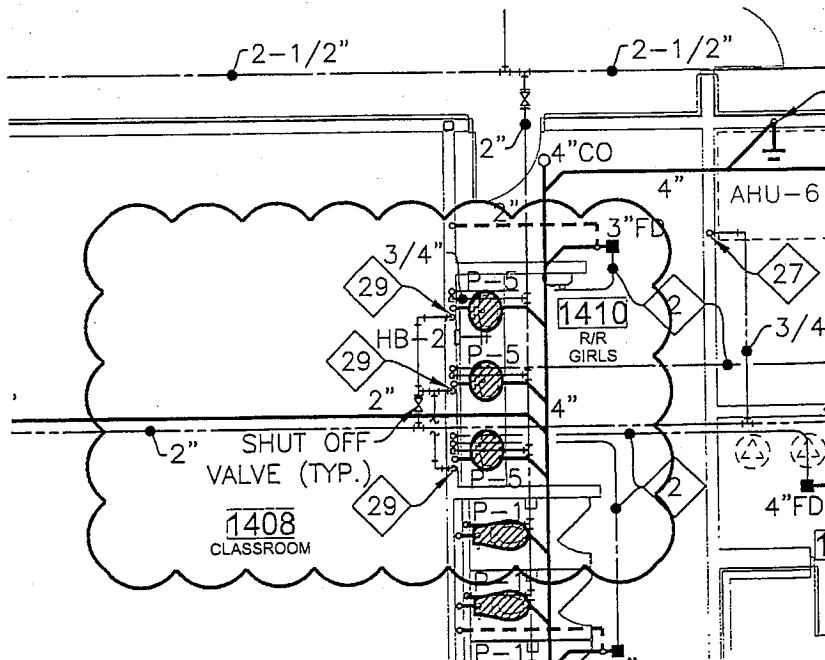 2-1/2"
2-1/2"
2"
4"CO
4"
AHU-6
2"
3"FD
3/4"
P-5
29
27
2
1410
R/R
GIRLS
HB-2
3/4
P-5
29
2"
4"
2"
SHUT OFF
VALVE (TYP.)
P-5
29
2
4"FD
1408
CLASSROOM
P-1
P-1
P-1